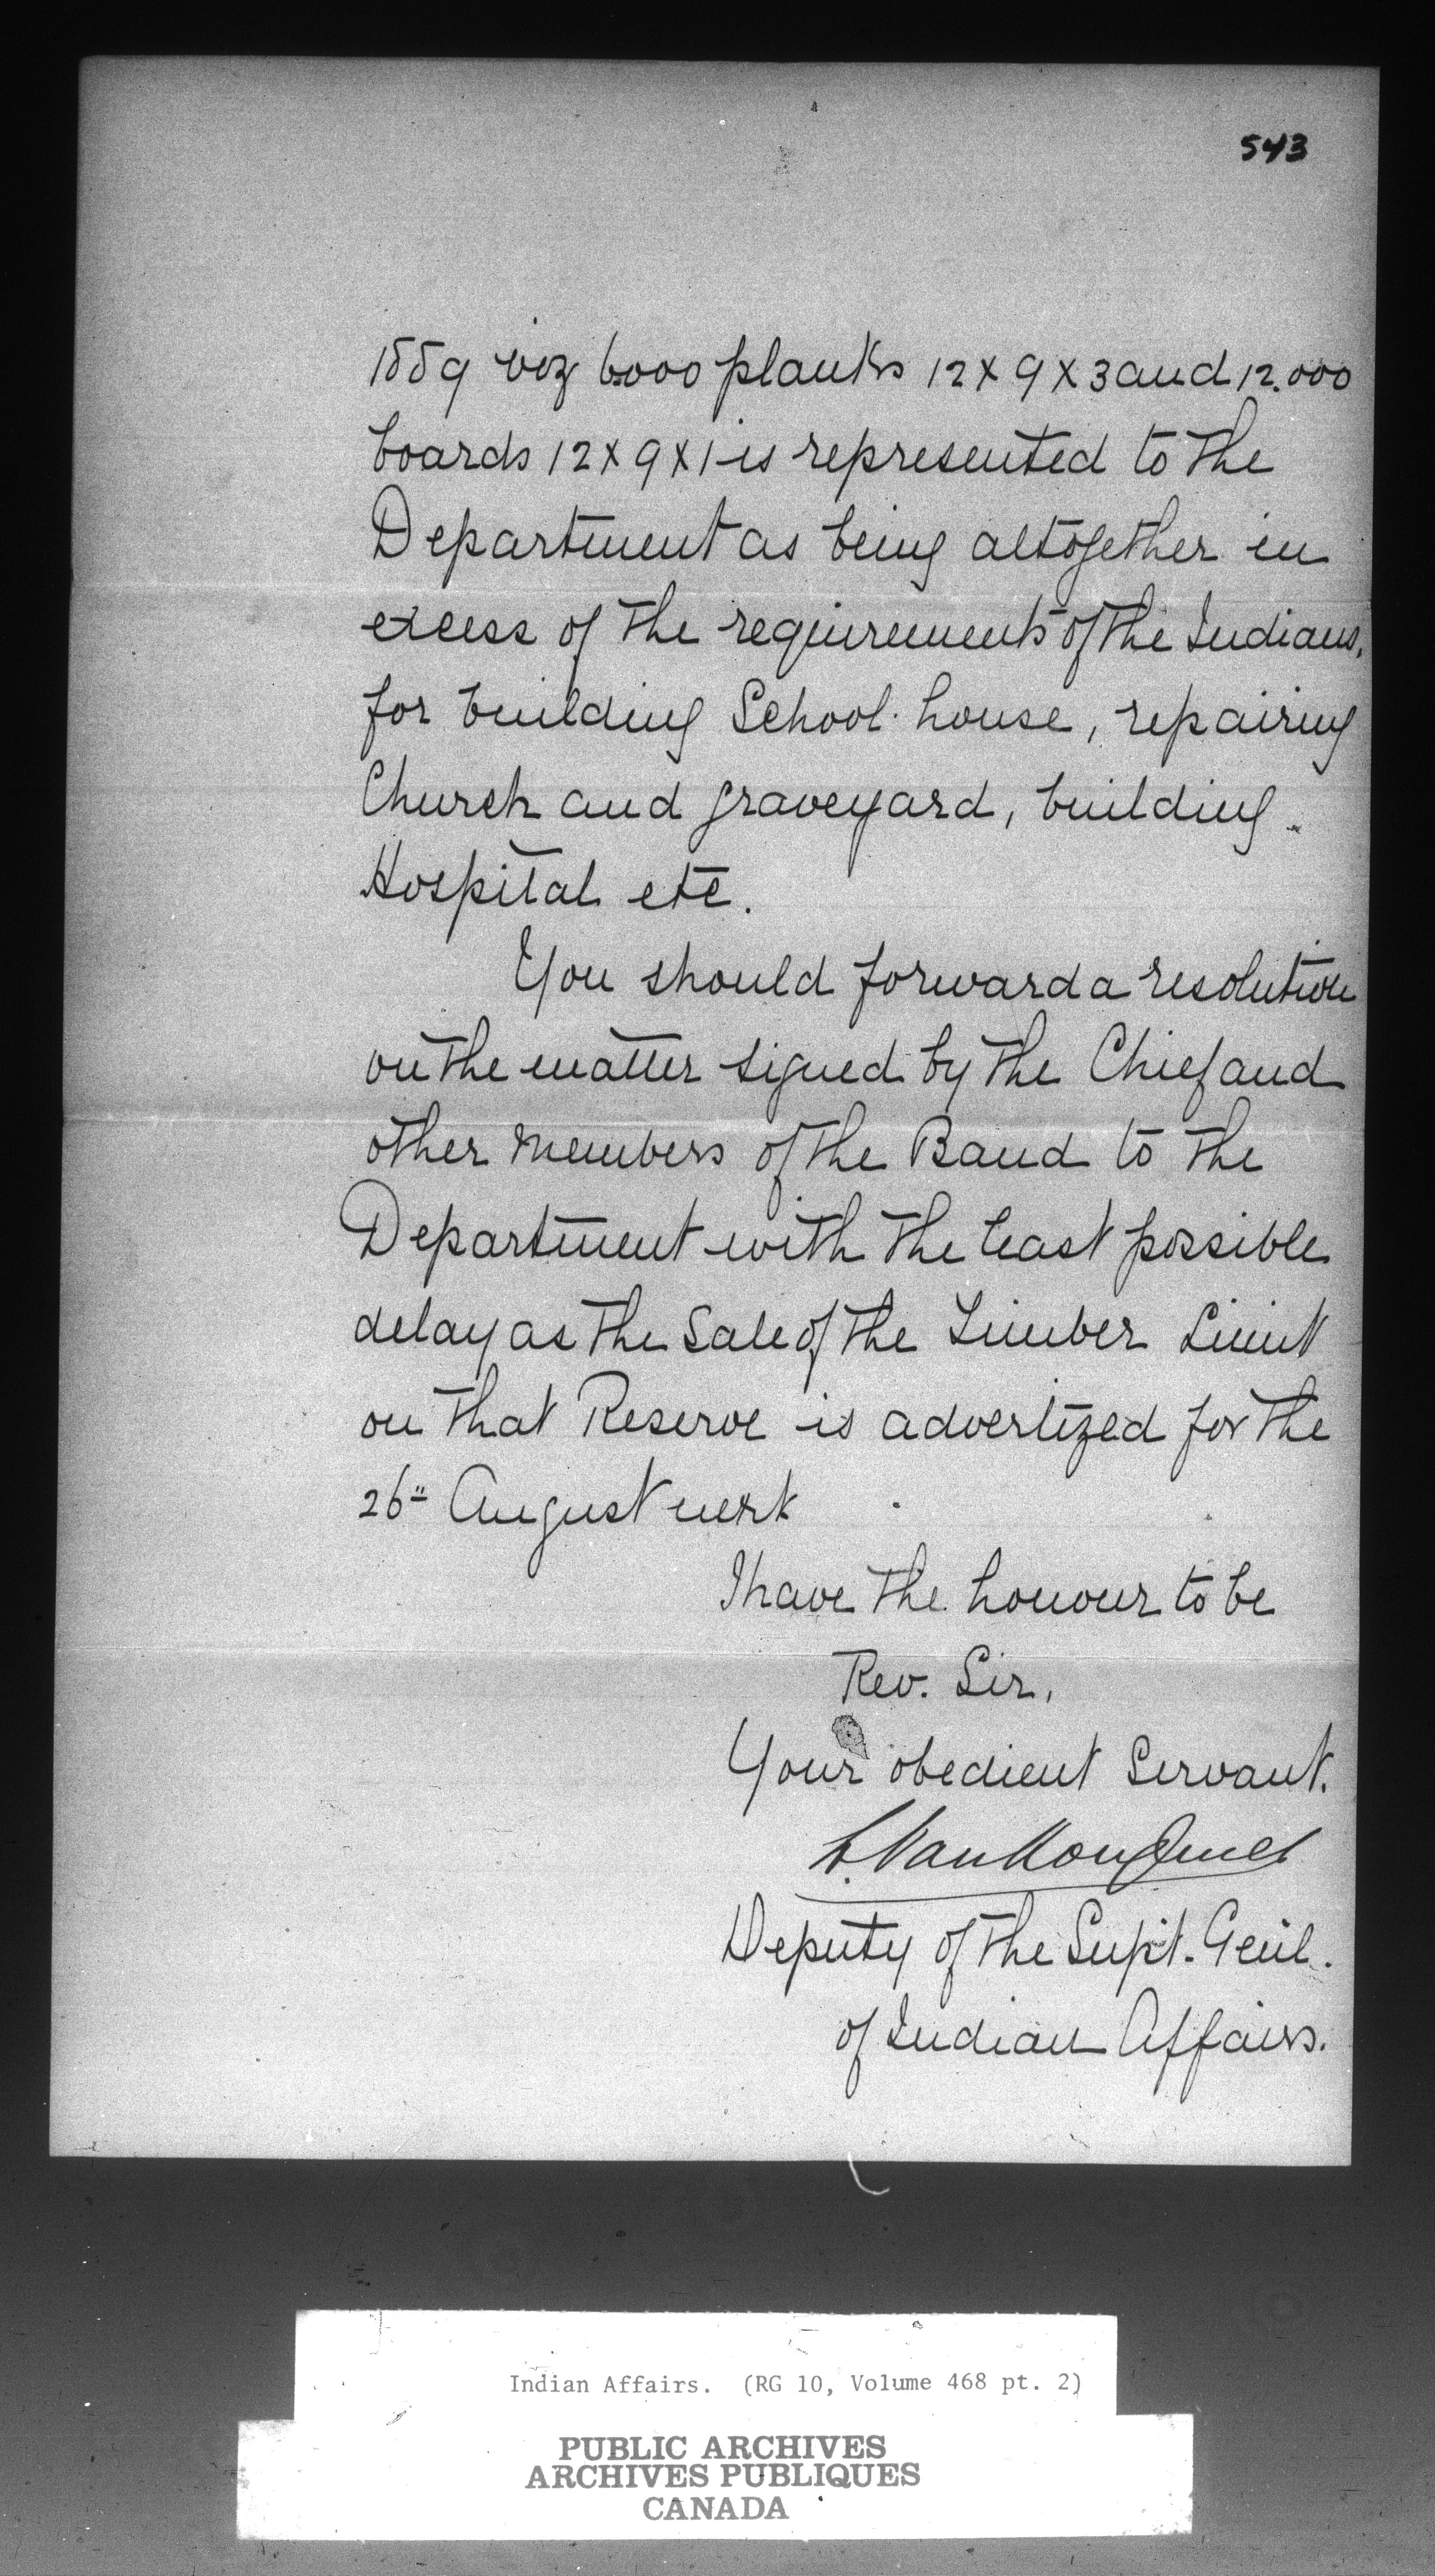 543
1889 viz 6000 planks 12 X 9 X 3 and 12.000
boards 12 X 9 X 1 is represented to the
Department as being altogether in
excess of the requirements of the Indians,
for building School-house, repairing
Church and graveyard, building
Hospital etc.
You should forward a resolution
on the matter signed by the Chief and
other members of the Band to the
Department with the least possible
delay as the Sale of the Timber Limit
on that Reserve is advertized for the
26" August next
I have the honour to be
Rev. Sir,
Your obedient Servant.
L. VanKoughnet
Deputy of the Supt. Genl.
of Indian Affairs.
Indian Affairs. (RG 10, Volume 468 pt. 2)
PUBLIC ARCHIVES
ARCHIVES PUBLIQUES
CANADA